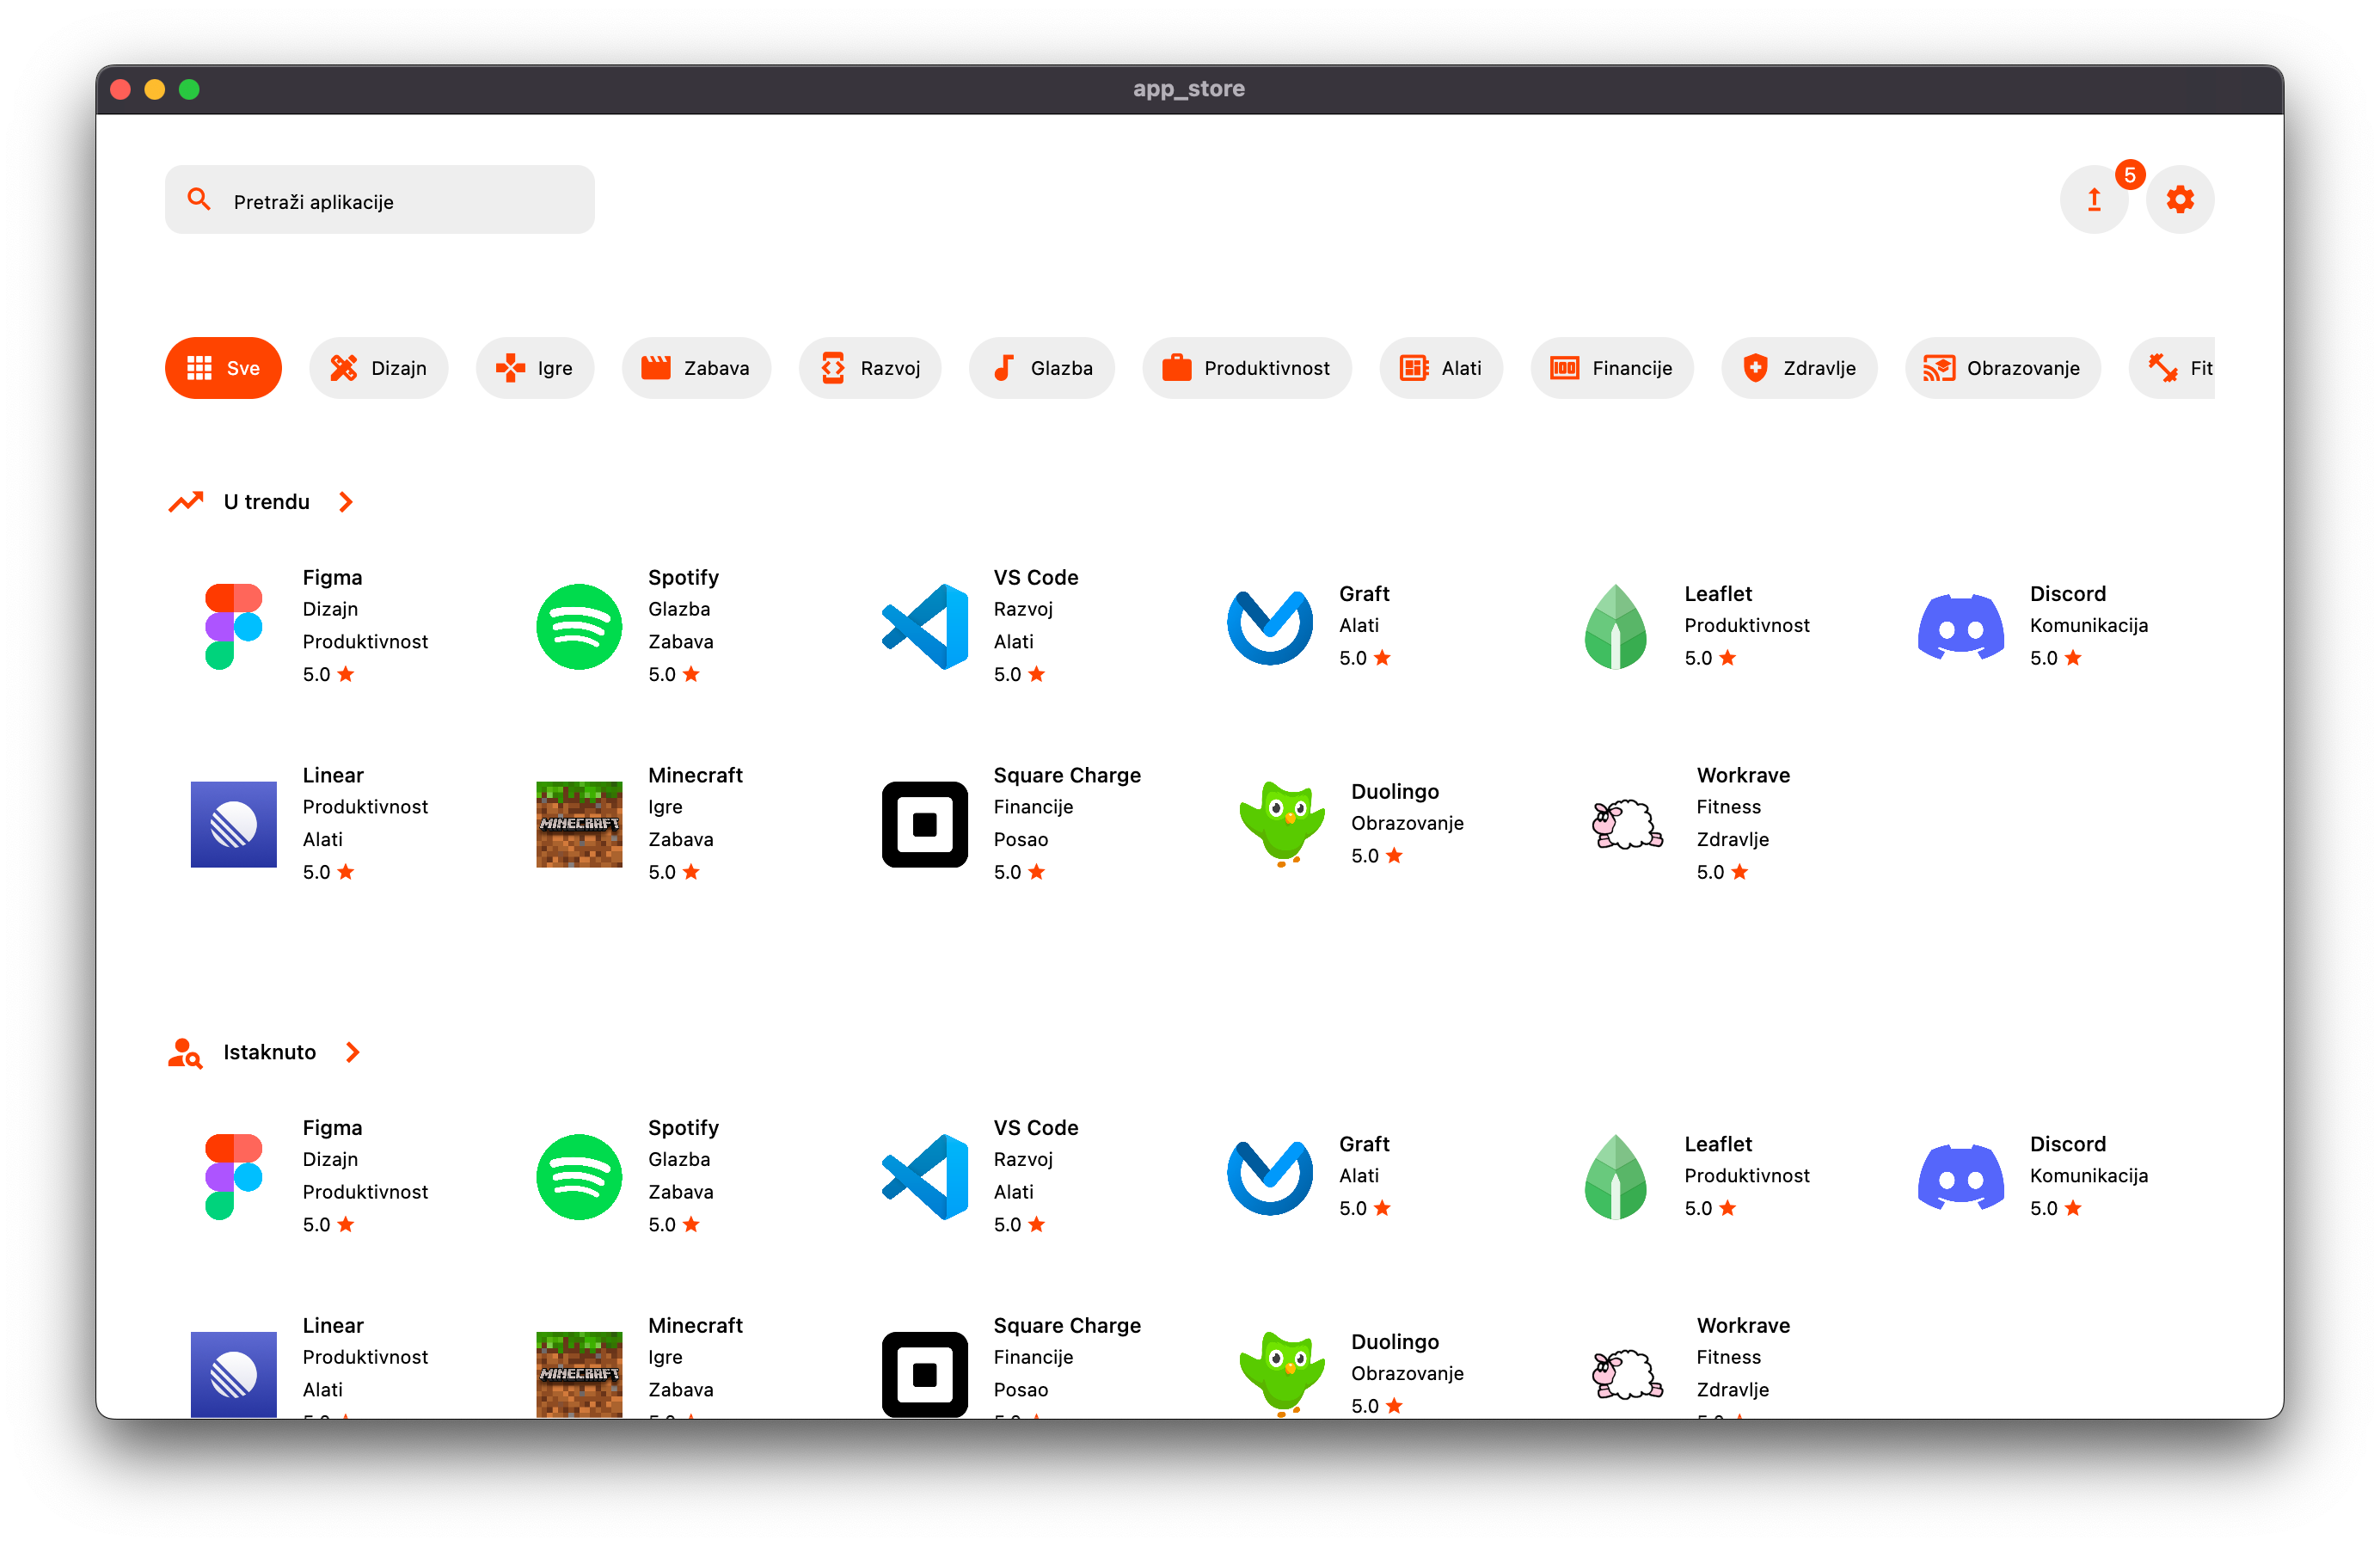 app_store
Pretraži aplikacije
5
Sve
Dizajn
Igre
Zabava
Razvoj
Glazba
Produktivnost
Alati
Financije
Zdravlje
Obrazovanje
Fit
U trendu
Figma
Dizajn
Produktivnost
5.0
Spotify
Glazba
Zabava
5.0
VS Code
Razvoj
Alati
5.0
Graft
Alati
5.0
Leaflet
Produktivnost
5.0
Discord
Komunikacija
5.0
Linear
Produktivnost
Alati
5.0
MINECRAFT
Minecraft
Igre
Zabava
5.0
Square Charge
Financije
Posao
5.0
Duolingo
Obrazovanje
5.0
Workrave
Fitness
Zdravlje
5.0
Istaknuto
Figma
Dizajn
Produktivnost
5.0
Spotify
Glazba
Zabava
5.0
VS Code
Razvoj
Alati
5.0
Graft
Alati
5.0
Leaflet
Produktivnost
5.0
Discord
Komunikacija
5.0
Linear
Produktivnost
Alati
MINECRAFT
Minecraft
Igre
Zabava
Square Charge
Financije
Posao
Duolingo
Obrazovanje
5.0
Workrave
Fitness
Zdravlje